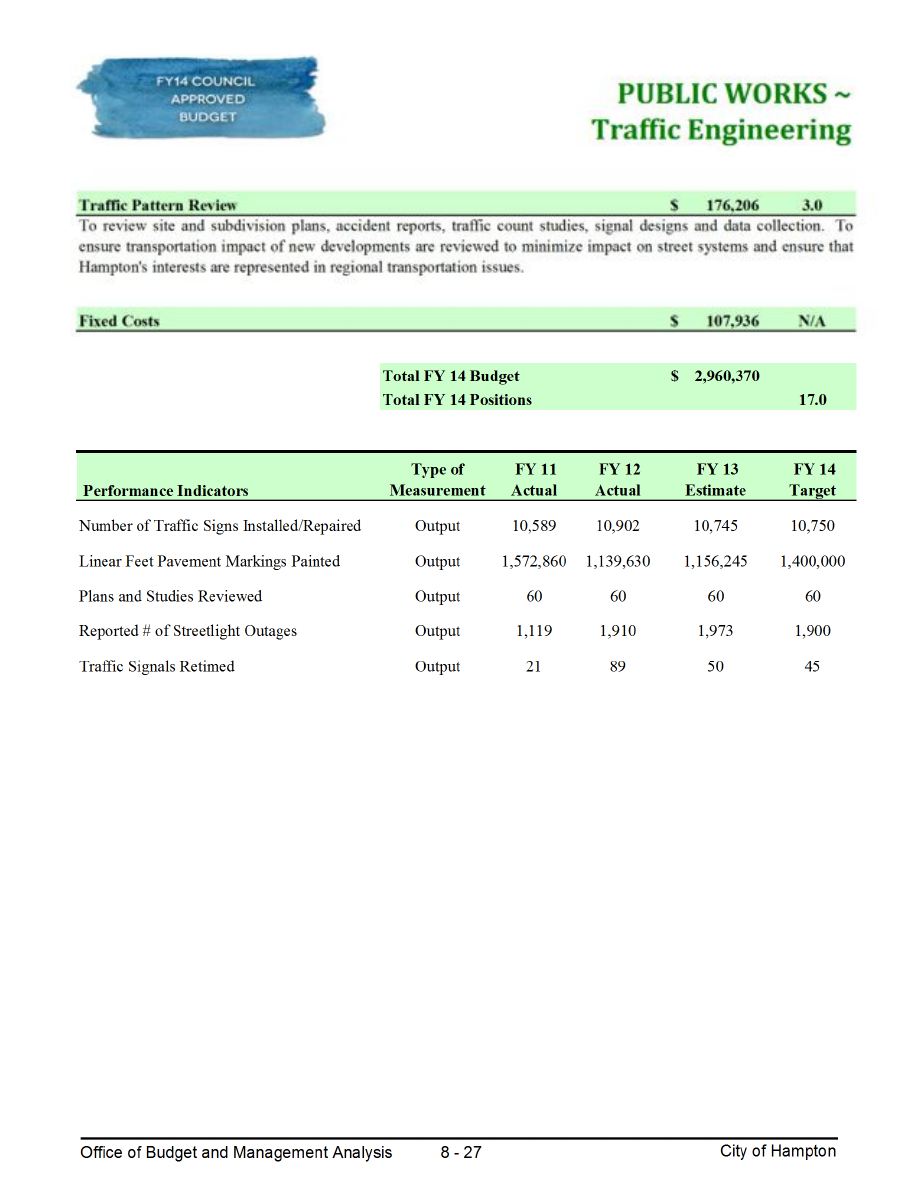 FY14 COUNCIL
APPROVED
BUDGET
PUBLIC WORKS ~
Traffic Engineering
Traffic Pattern Review $ 176,206 3.0
To review site and subdivision plans, accident reports, traffic count studies, signal designs and data collection. To
ensure transportation impact of new developments are reviewed to minimize impact on street systems and ensure that
Hampton's interests are represented in regional transportation issues.
Fixed Costs $ 107,936 N/A
Total FY 14 Budget $ 2,960,370
Total FY 14 Positions 17.0
Type of FY 11 FY 12 FY 13 FY 14
Performance Indicators Measurement Actual Actual Estimate Target
Number of Traffic Signs Installed/Repaired Output 10,589 10,902 10,745 10,750
Linear Feet Pavement Markings Painted Output 1,572,860 1,139,630 1,156,245 1,400,000
Plans and Studies Reviewed Output 60 60 60 60
Reported # of Streetlight Outages Output 1,119 1,910 1,973 1,900
Traffic Signals Retimed Output 21 89 50 45
Office of Budget and Management Analysis 8 - 27 City of Hampton